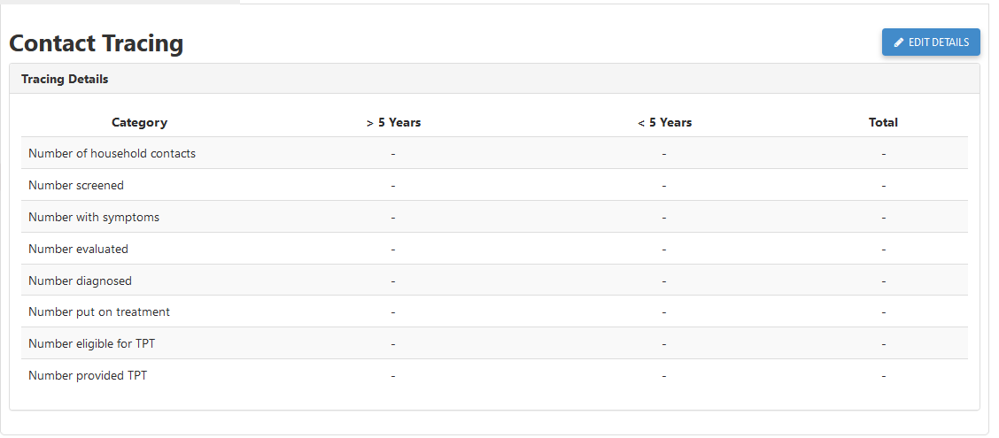 Contact Tracing
EDIT DETAILS
Tracing Details
Category > 5 Years < 5 Years Total
Number of household contacts - - -
Number screened - - -
Number with symptoms - - -
Number evaluated - - -
Number diagnosed - - -
Number put on treatment - - -
Number eligible for TPT - - -
Number provided TPT - - -